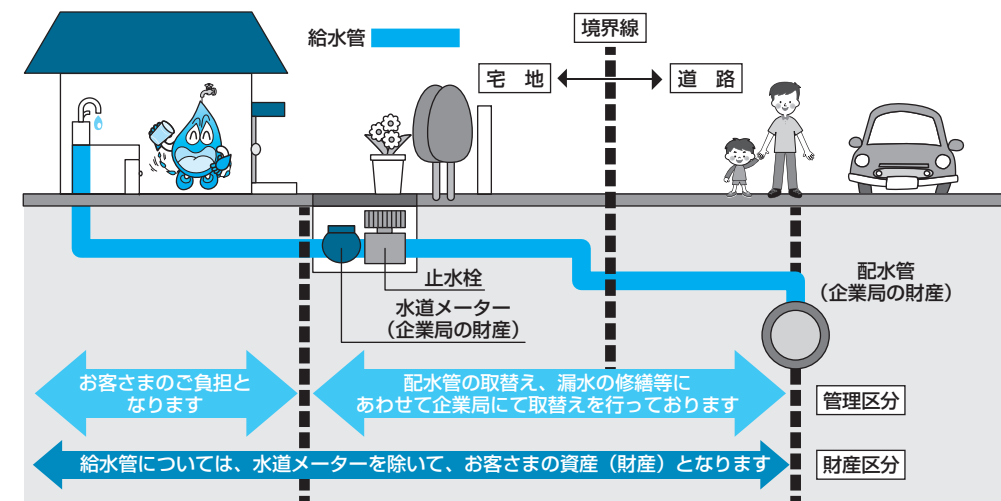 給水管
境界線
宅 地
道 路
止水栓
水道メーター
（企業局の財産）
配水管
（企業局の財産）
お客さまのご負担と
なります
配水管の取替え、漏水の修繕等に
あわせて企業局にて取替えを行っております
管理区分
給水管については、水道メーターを除いて、お客さまの資産（財産）となります
財産区分